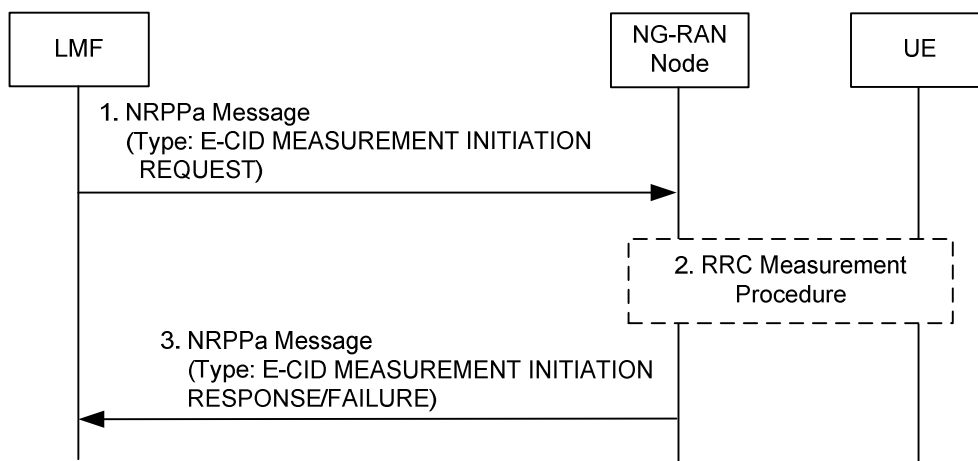 LMF
NG-RAN
Node
UE
1. NRPPa Message
(Type: E-CID MEASUREMENT INITIATION
REQUEST)
2. RRC Measurement
Procedure
3. NRPPa Message
(Type: E-CID MEASUREMENT INITIATION
RESPONSE/FAILURE)